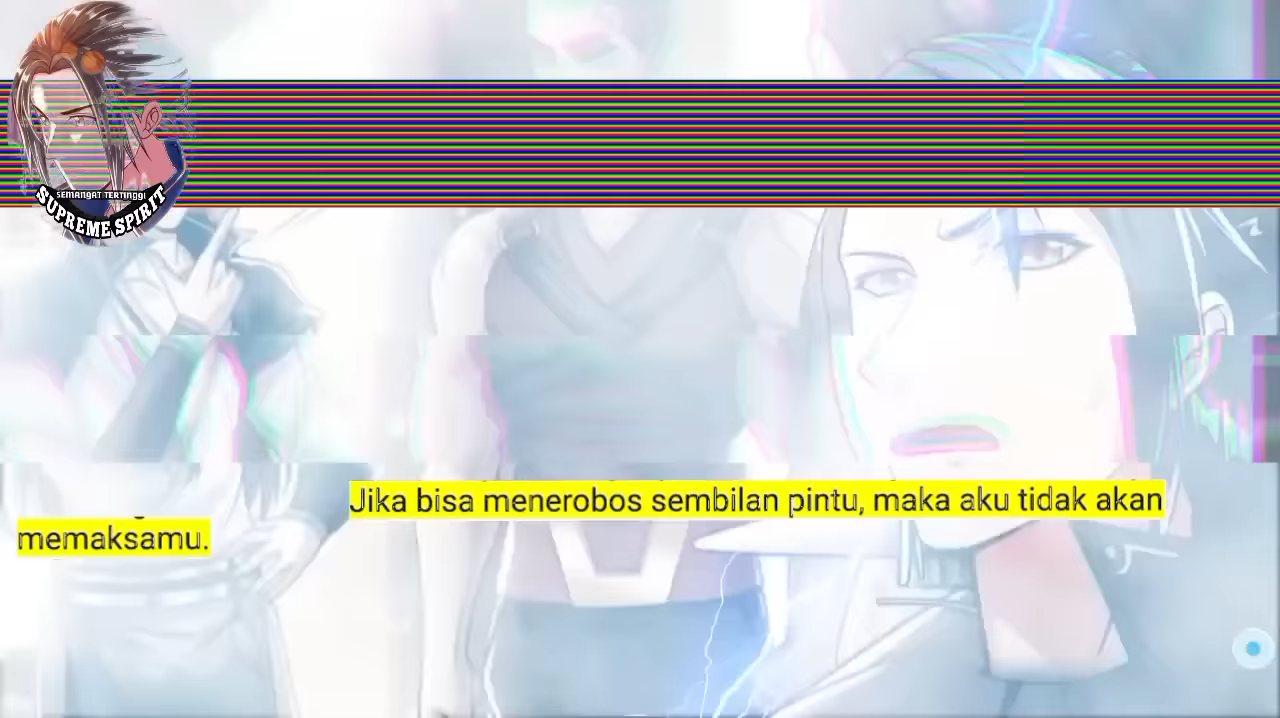 SEMANGAT TERTINGGI
SUPREME SPIRIT
Jika bisa menerobos sembilan pintu, maka aku tidak akan
memaksamu.